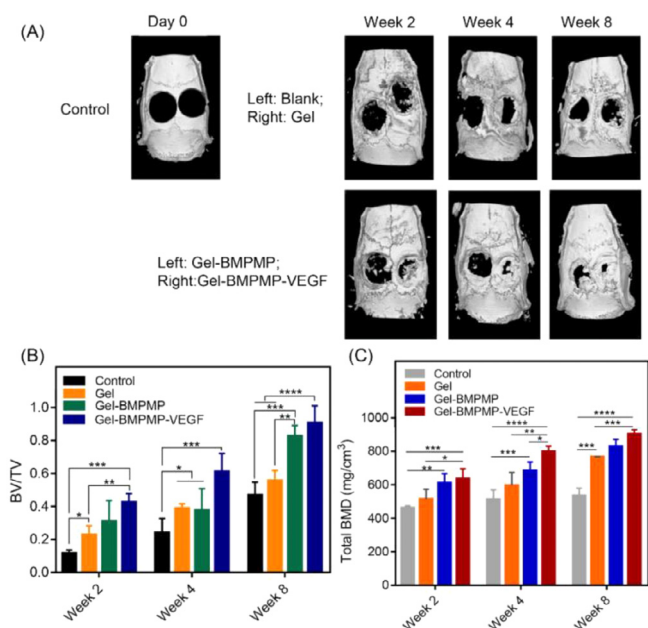 (A)
Day 0
Week 2
Week 4
Week 8
Control
Left: Blank;
Right: Gel
Left: Gel-BMPMP;
Right:Gel-BMPMP-VEGF
(B)
Control
Gel
Gel-BMPMP
Gel-BMPMP-VEGF
BV/TV
1.0
0.8
0.6
0.4
0.2
0.0
*
***
**
*
***
***
**
****
Week 2
Week 4
Week 8
(C)
Control
Gel
Gel-BMPMP
Gel-BMPMP-VEGF
Total BMD (mg/cm³)
1000
800
600
400
200
0
***
*
**
****
**
*
***
****
***
***
Week 2
Week 4
Week 8